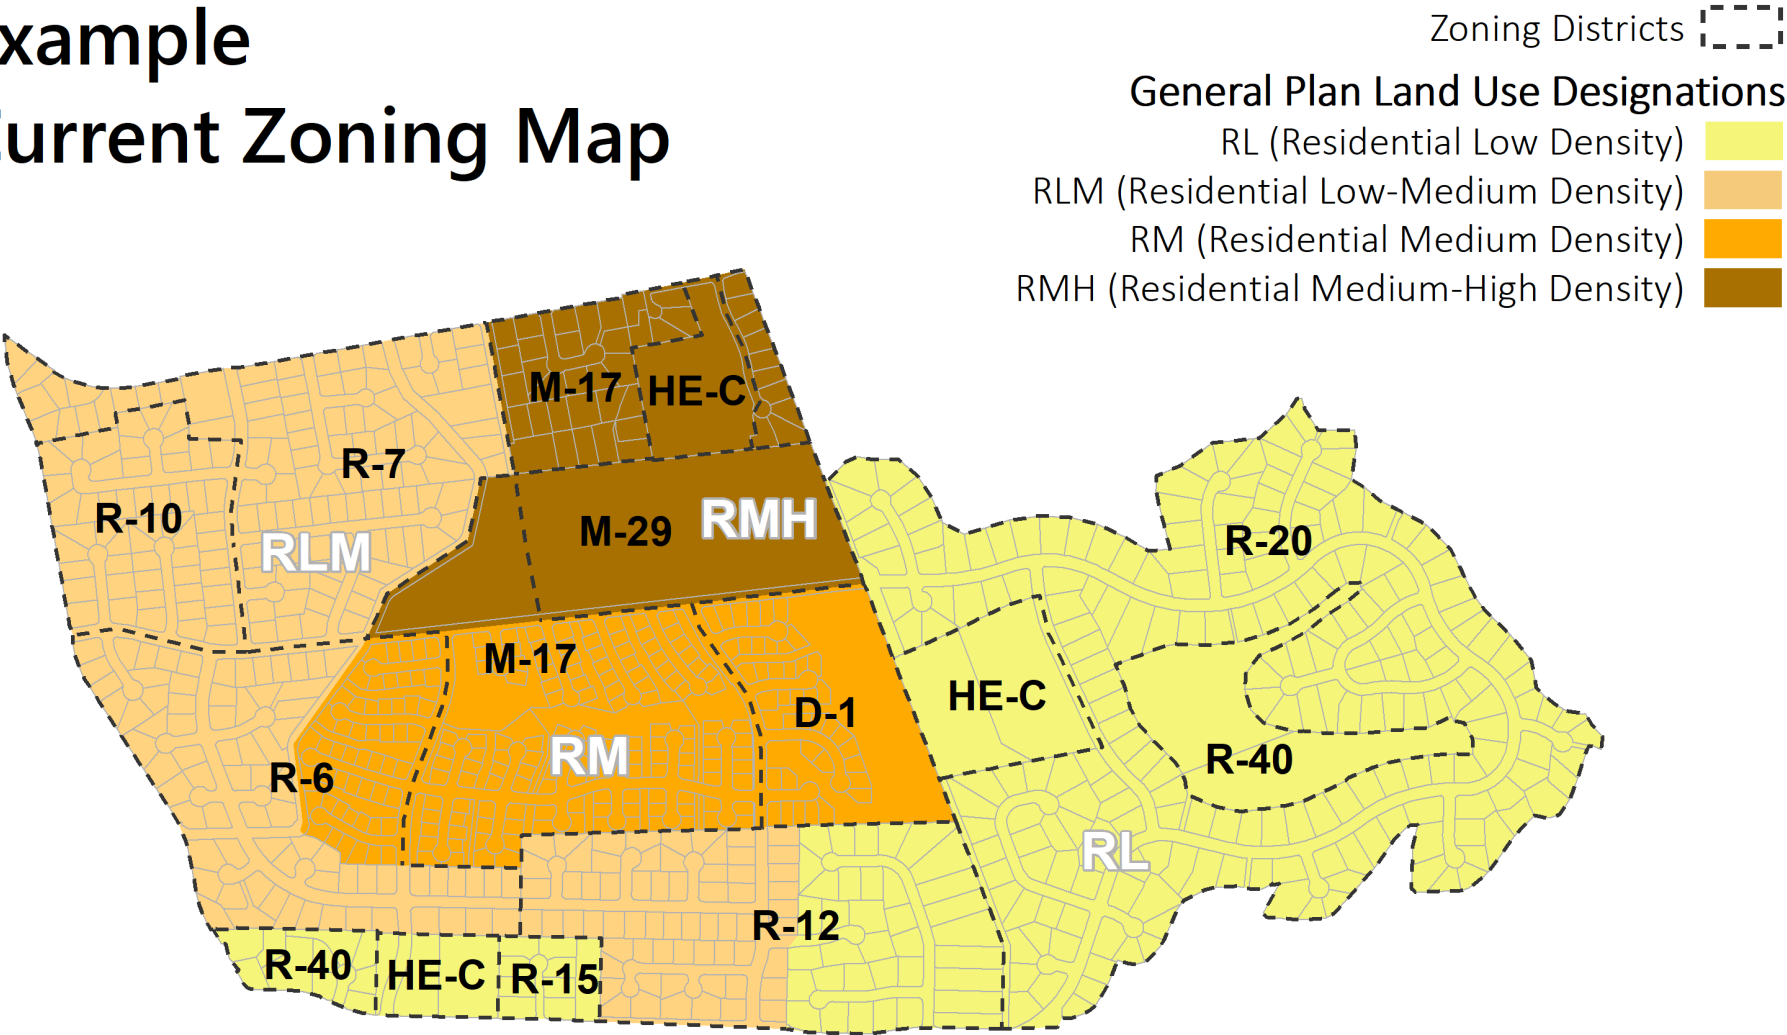 xample
urrent Zoning Map
Zoning Districts
General Plan Land Use Designations
RL (Residential Low Density)
RLM (Residential Low-Medium Density)
RM (Residential Medium Density)
RMH (Residential Medium-High Density)
M-17
HE-C
R-7
R-10
RLM
M-29
RMH
R-20
M-17
HE-C
D-1
RM
R-6
R-40
RL
R-12
R-40
HE-C
R-15